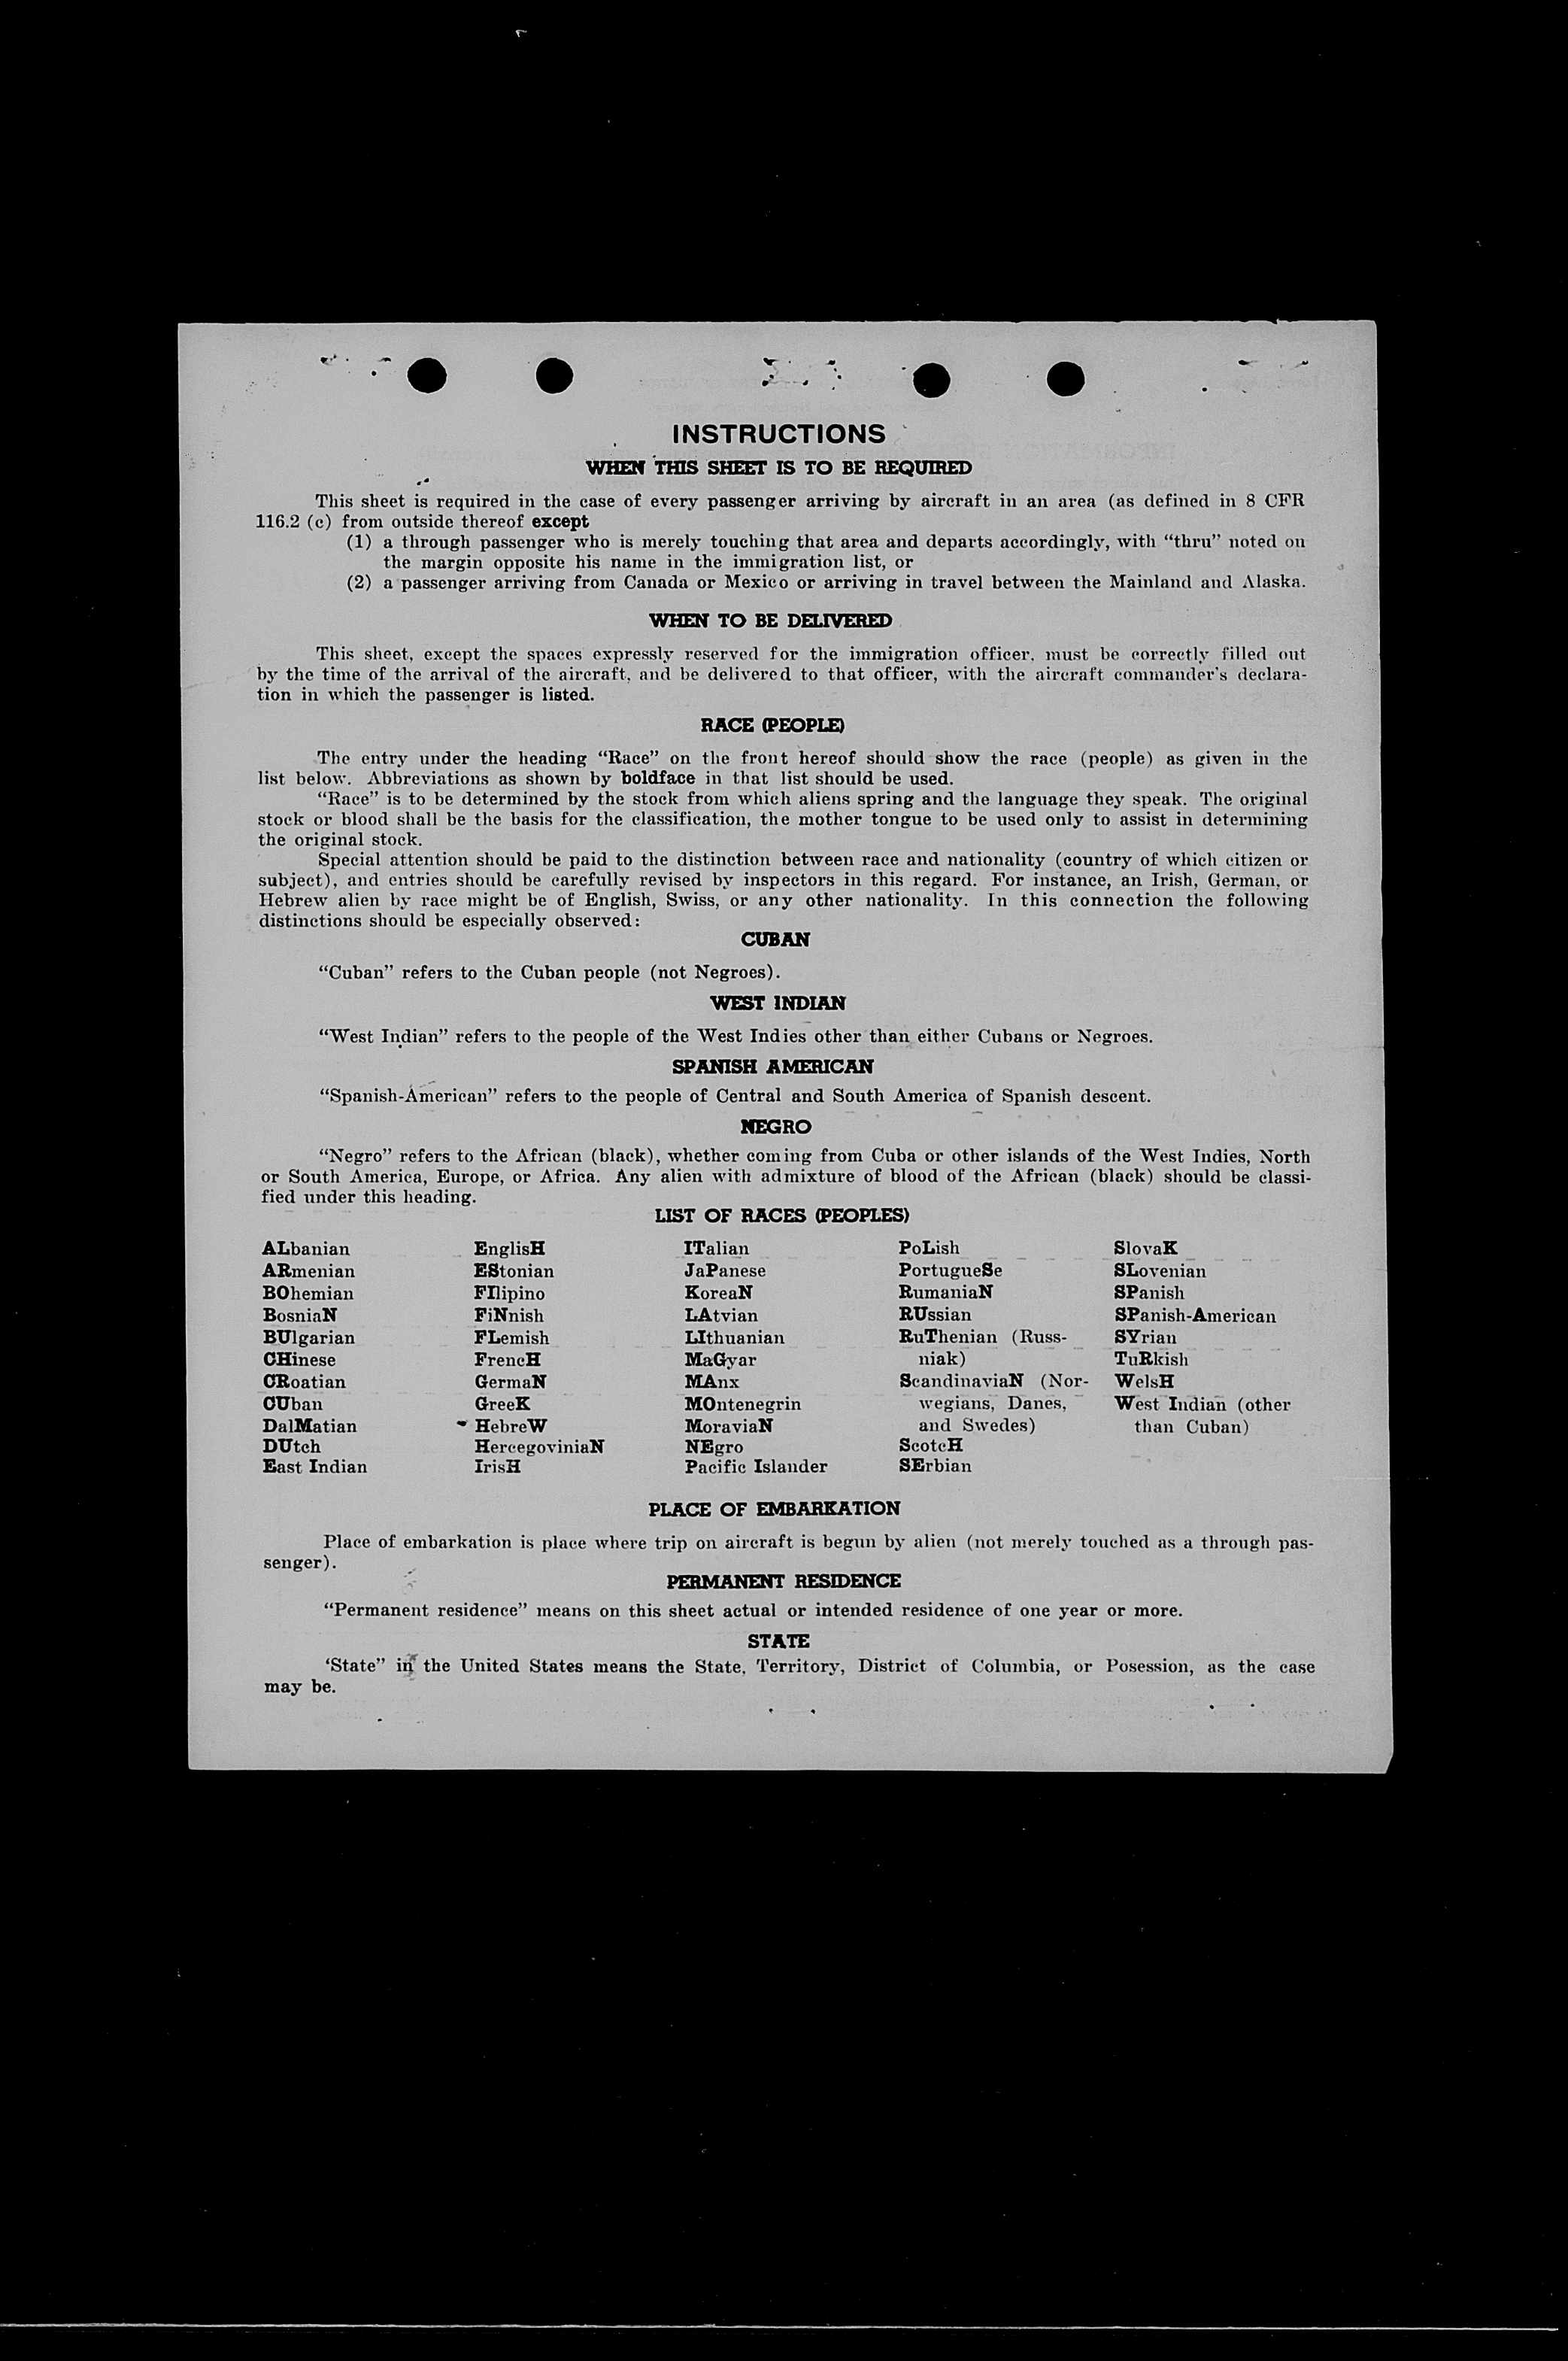 INSTRUCTIONS
WHEN THIS SHEET IS TO BE REQUIRED
This sheet is required in the case of every passenger arriving by aircraft in an area (as defined in 8 CFR
116.2 (c) from outside thereof except
(1) a through passenger who is merely touching that area and departs accordingly, with “thru” noted on
the margin opposite his name in the immigration list, or
(2) a passenger arriving from Canada or Mexico or arriving in travel between the Mainland and Alaska.
WHEN TO BE DELIVERED
This sheet, except the spaces expressly reserved for the immigration officer, must be correctly filled out
by the time of the arrival of the aircraft, and be delivered to that officer, with the aircraft commander's declara-
tion in which the passenger is listed.
RACE (PEOPLE)
The entry under the heading “Race” on the front hereof should show the race (people) as given in the
list below. Abbreviations as shown by boldface in that list should be used.
“Race” is to be determined by the stock from which aliens spring and the language they speak. The original
stock or blood shall be the basis for the classification, the mother tongue to be used only to assist in determining
the original stock.
Special attention should be paid to the distinction between race and nationality (country of which citizen or
subject), and entries should be carefully revised by inspectors in this regard. For instance, an Irish, German, or
Hebrew alien by race might be of English, Swiss, or any other nationality. In this connection the following
distinctions should be especially observed:
CUBAN
“Cuban” refers to the Cuban people (not Negroes).
WEST INDIAN
“West Indian” refers to the people of the West Indies other than either Cubans or Negroes.
SPANISH AMERICAN
“Spanish-American” refers to the people of Central and South America of Spanish descent.
NEGRO
“Negro” refers to the African (black), whether coming from Cuba or other islands of the West Indies, North
or South America, Europe, or Africa. Any alien with admixture of blood of the African (black) should be classi-
fied under this heading.
LIST OF RACES (PEOPLES)
ALbanian
ARmenian
BOhemian
BosniaN
BUlgarian
CHinese
CRoatian
CUban
DalMatian
DUtch
East Indian
EnglisH
EStonian
FIlipino
FiNnish
FLemish
FrencH
GermaN
GreeK
HebreW
HercegoviniaN
IrisH
ITalian
JaPanese
KoreaN
LAtvian
LIthuanian
MaGyar
MAnx
MOntenegrin
MoraviaN
NEgro
Pacific Islander
PoLish
PortugueSe
RumaniaN
RUssian
RuThenian (Russ-
niak)
ScandinaviaN (Nor-
wegians, Danes,
and Swedes)
ScotcH
SErbian
SlovaK
SLovenian
SPanish
SPanish-American
SYrian
TuRkish
WelsH
West Indian (other
than Cuban)
PLACE OF EMBARKATION
Place of embarkation is place where trip on aircraft is begun by alien (not merely touched as a through pas-
senger).
PERMANENT RESIDENCE
“Permanent residence” means on this sheet actual or intended residence of one year or more.
STATE
‘State” in the United States means the State, Territory, District of Columbia, or Posession, as the case
may be.